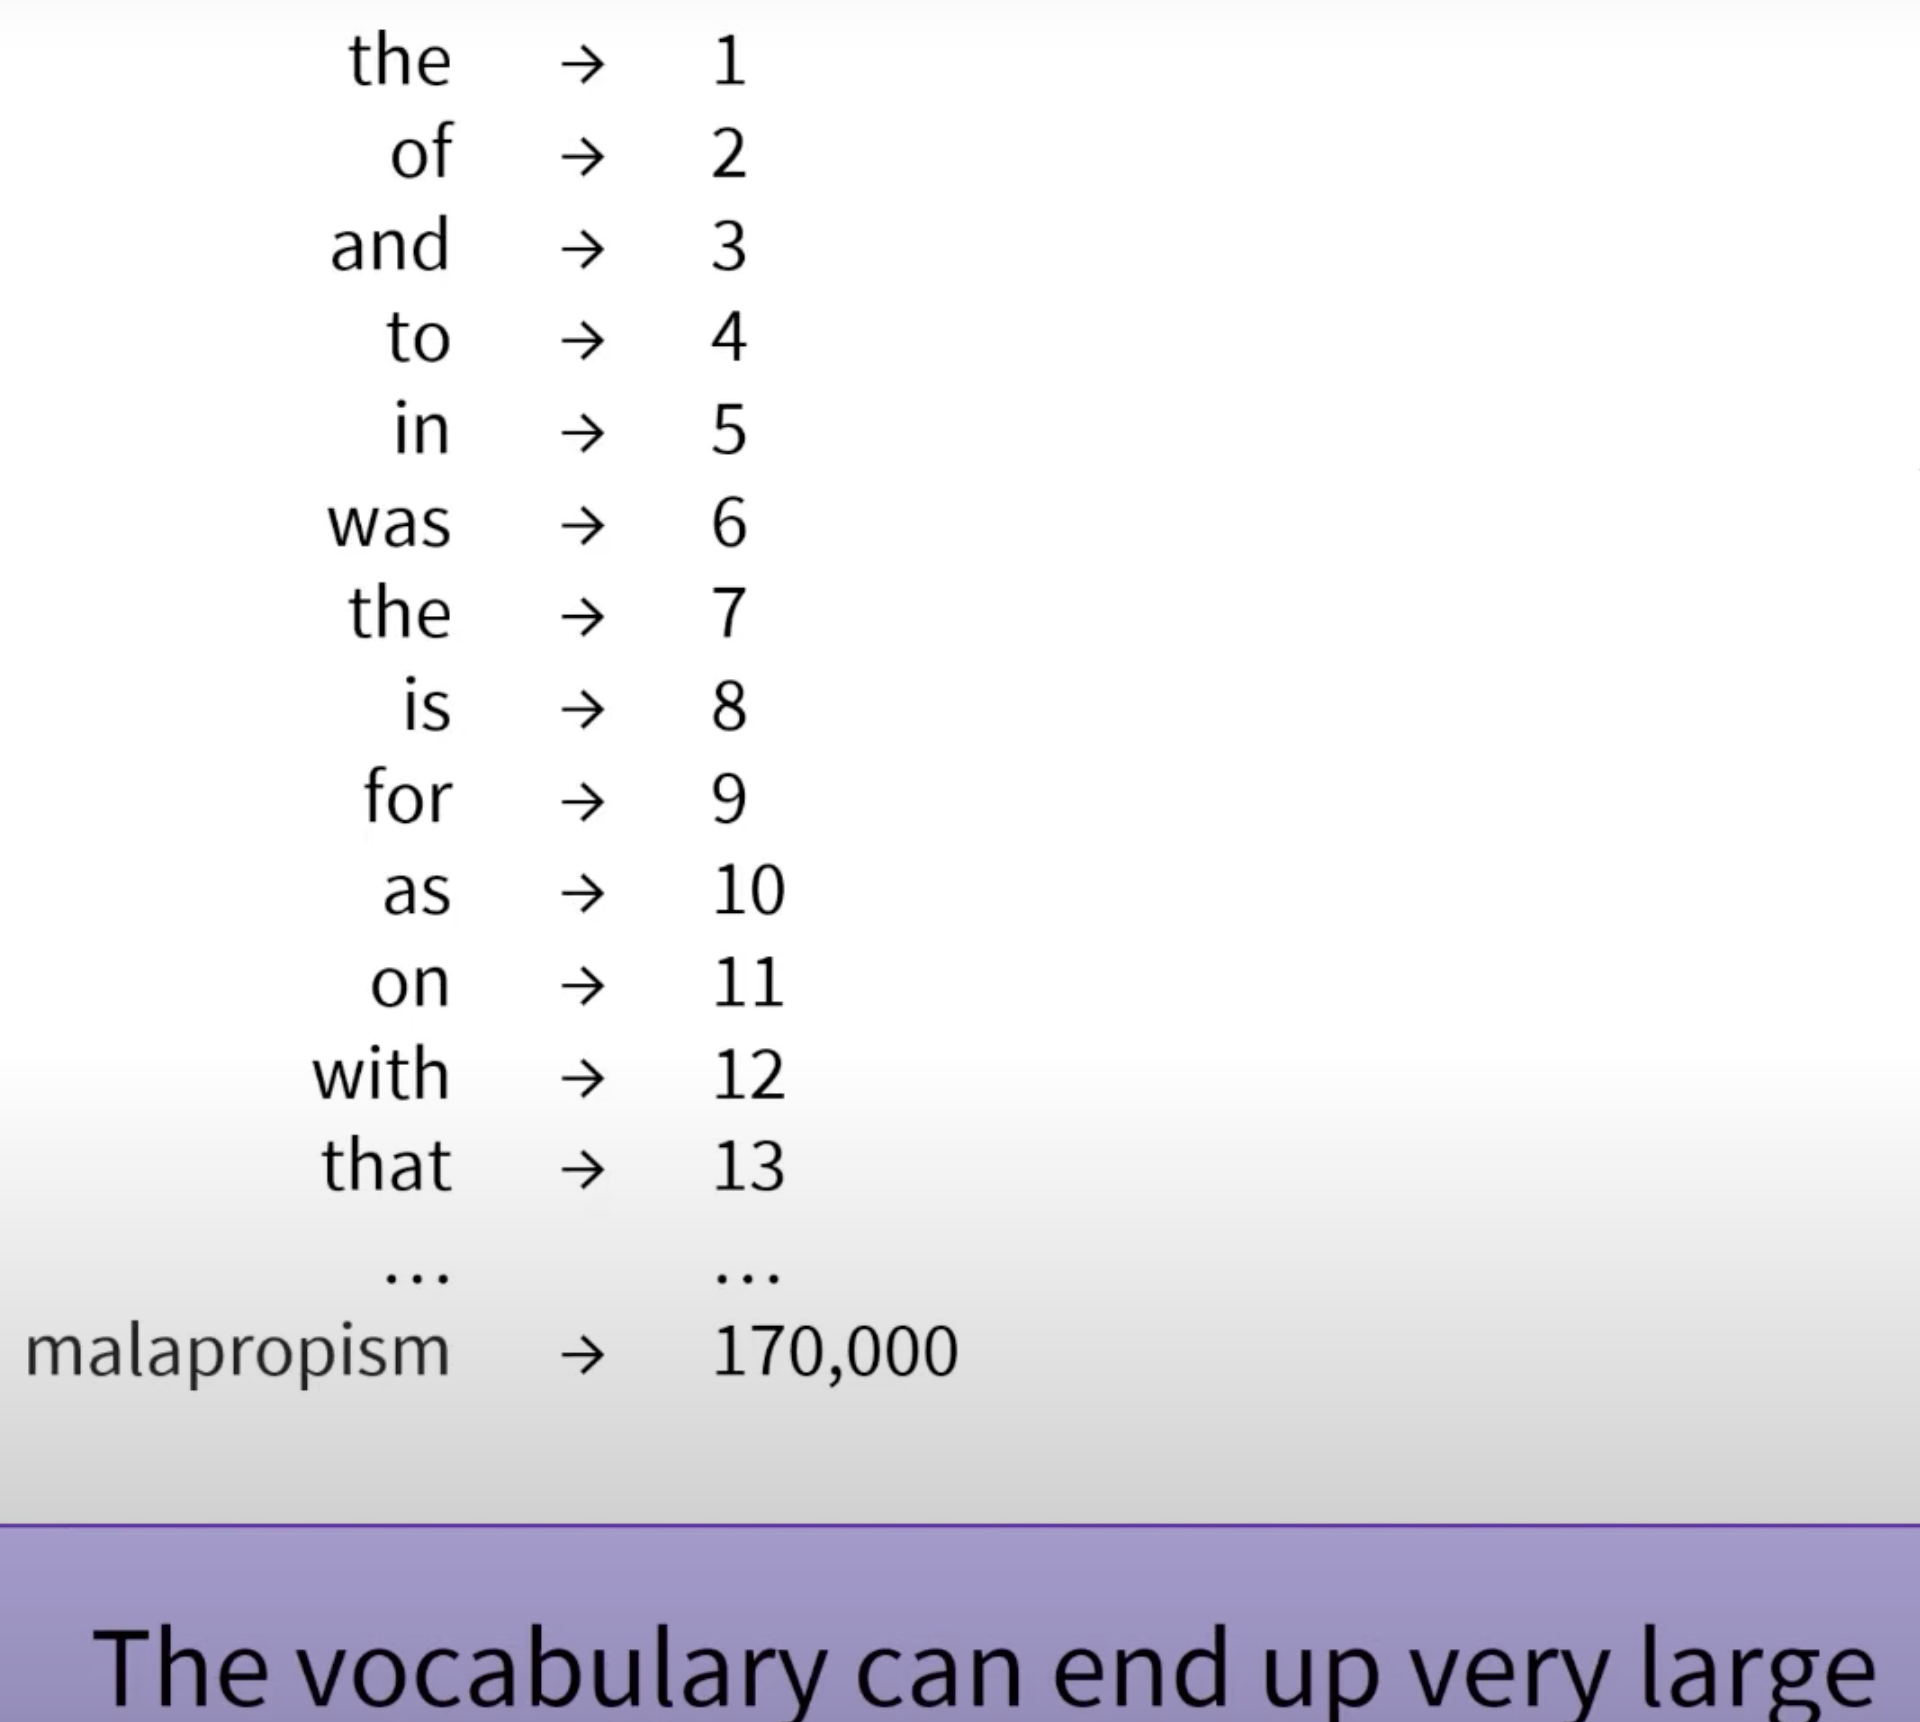 the → 1
of → 2
and → 3
to → 4
in → 5
was → 6
the → 7
is → 8
for → 9
as → 10
on → 11
with → 12
that → 13
... ...
malapropism → 170,000
The vocabulary can end up very large